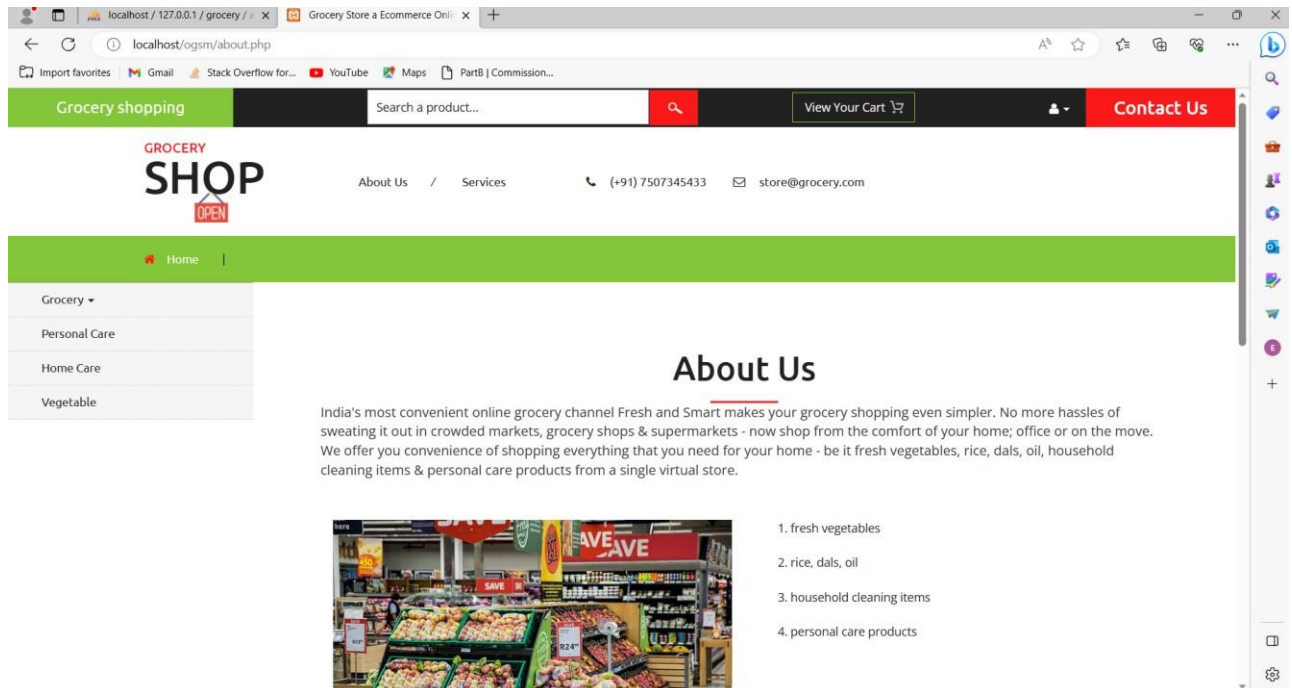 localhost / 127.0.0.1 / grocery / a
Grocery Store a Ecommerce Onli
localhost/ogsm/about.php
Import favorites
Gmail
Stack Overflow for...
YouTube
Maps
PartB | Commission...
Grocery shopping
Search a product...
View Your Cart
Contact Us
GROCERY
SHOP
OPEN
About Us / Services
(+91) 7507345433
store@grocery.com
Home |
Grocery
Personal Care
Home Care
Vegetable
About Us
India's most convenient online grocery channel Fresh and Smart makes your grocery shopping even simpler. No more hassles of
sweating it out in crowded markets, grocery shops & supermarkets - now shop from the comfort of your home; office or on the move.
We offer you convenience of shopping everything that you need for your home - be it fresh vegetables, rice, dals, oil, household
cleaning items & personal care products from a single virtual store.
here
SAVE
AVE
AVE
SAVE
R24
1. fresh vegetables
2. rice, dals, oil
3. household cleaning items
4. personal care products